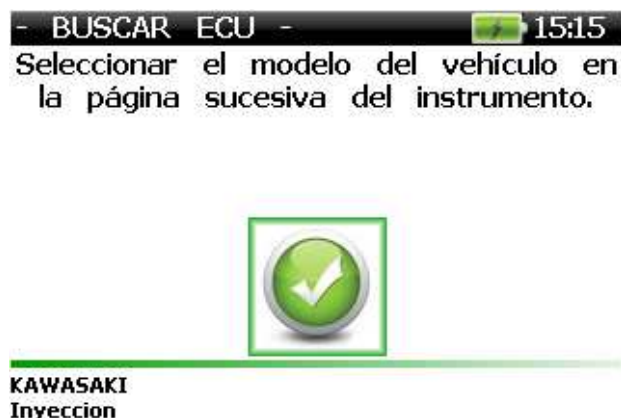 - BUSCAR ECU -
15:15
Seleccionar el modelo del vehículo en
la página sucesiva del instrumento.
KAWASAKI
Inyeccion